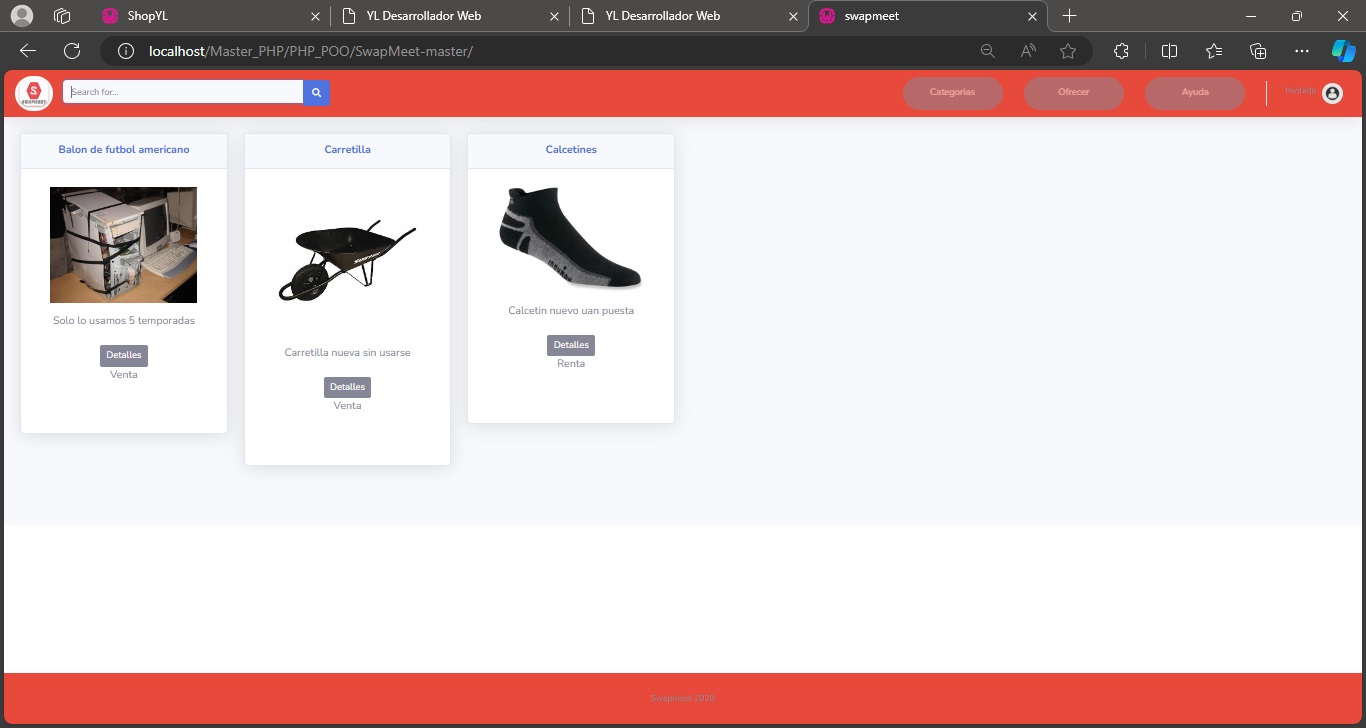 ShopYL
YL Desarrollador Web
YL Desarrollador Web
swapmeet
localhost/Master_PHP/PHP_POO/SwapMeet-master/
S
Search for...
Categorias
Ofrecer
Ayuda
Invitado
Balon de futbol americano
Solo lo usamos 5 temporadas
Detalles
Venta
Carretilla
Carretilla nueva sin usarse
Detalles
Venta
Calcetines
Calcetin nuevo uan puesta
Detalles
Renta
Swapmeet 2020